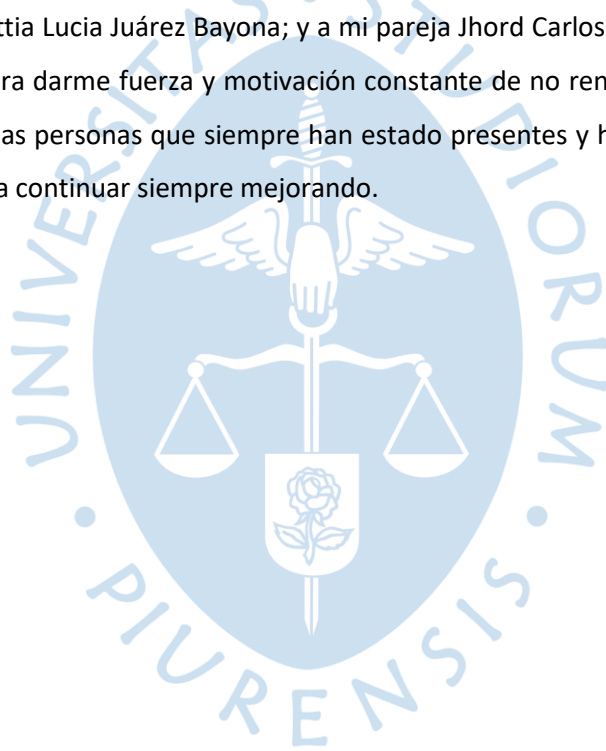 ttia Lucia Juárez Bayona; y a mi pareja Jhord Carlos
ra darme fuerza y motivación constante de no ren
as personas que siempre han estado presentes y h
a continuar siempre mejorando.
UNIVERSITAS • STUDIORUM • PIURENSIS